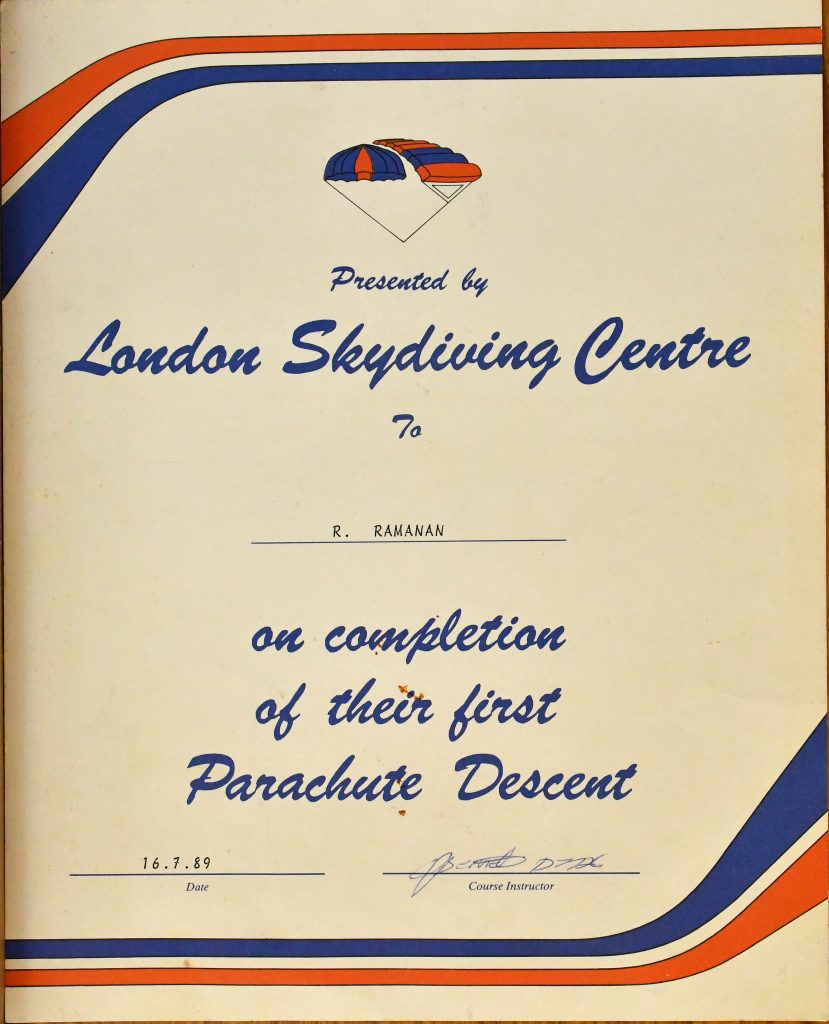 Presented by
London Skydiving Centre
To
R. RAMANAN
on completion
of their first
Parachute Descent
16.7.89
Date
Course Instructor